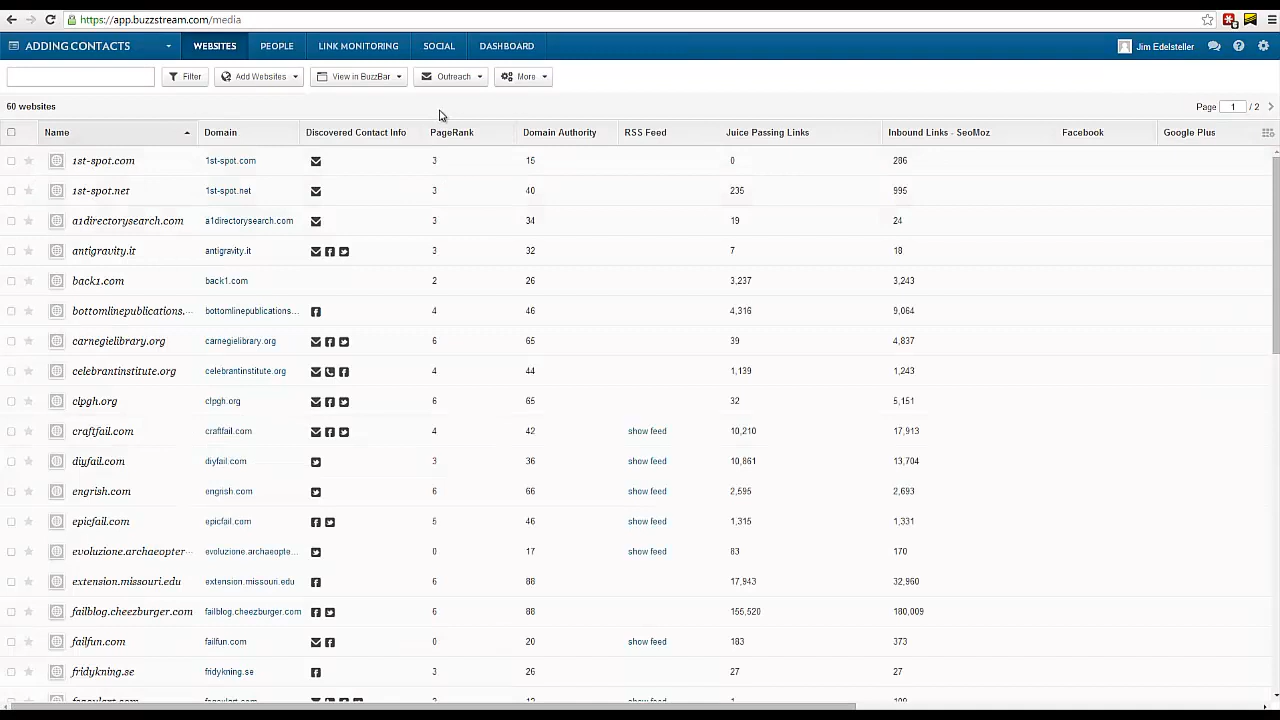 https://app.buzzstream.com/media
ADDING CONTACTS WEBSITES PEOPLE LINK MONITORING SOCIAL DASHBOARD Jim Edelsteller
Filter Add Websites View in BuzzBar Outreach More
60 websites Page 1 / 2
Name Domain Discovered Contact Info PageRank Domain Authority RSS Feed Juice Passing Links Inbound Links - SeoMoz Facebook Google Plus
1st-spot.com 1st-spot.com 3 15 0 286
1st-spot.net 1st-spot.net 3 40 235 995
a1directorysearch.com a1directorysearch.com 3 34 19 24
antigravity.it antigravity.it 3 32 7 18
back1.com back1.com 2 26 3,237 3,243
bottomlinepublications.... bottomlinepublications... 4 46 4,316 9,064
carnegielibrary.org carnegielibrary.org 6 65 39 4,837
celebrantinstitute.org celebrantinstitute.org 4 44 1,139 1,243
clpgh.org clpgh.org 6 65 32 5,151
craftfail.com craftfail.com 4 42 show feed 10,210 17,913
diyfail.com diyfail.com 3 36 show feed 10,861 13,704
engrish.com engrish.com 6 66 show feed 2,595 2,693
epicfail.com epicfail.com 5 46 show feed 1,315 1,331
evoluzione.archaeopter... evoluzione.archaeopte... 0 17 show feed 83 170
extension.missouri.edu extension.missouri.edu 6 88 17,943 32,960
failblog.cheezburger.com failblog.cheezburger.com 6 88 155,520 180,009
failfun.com failfun.com 0 20 show feed 183 373
fridykning.se fridykning.se 3 26 27 27